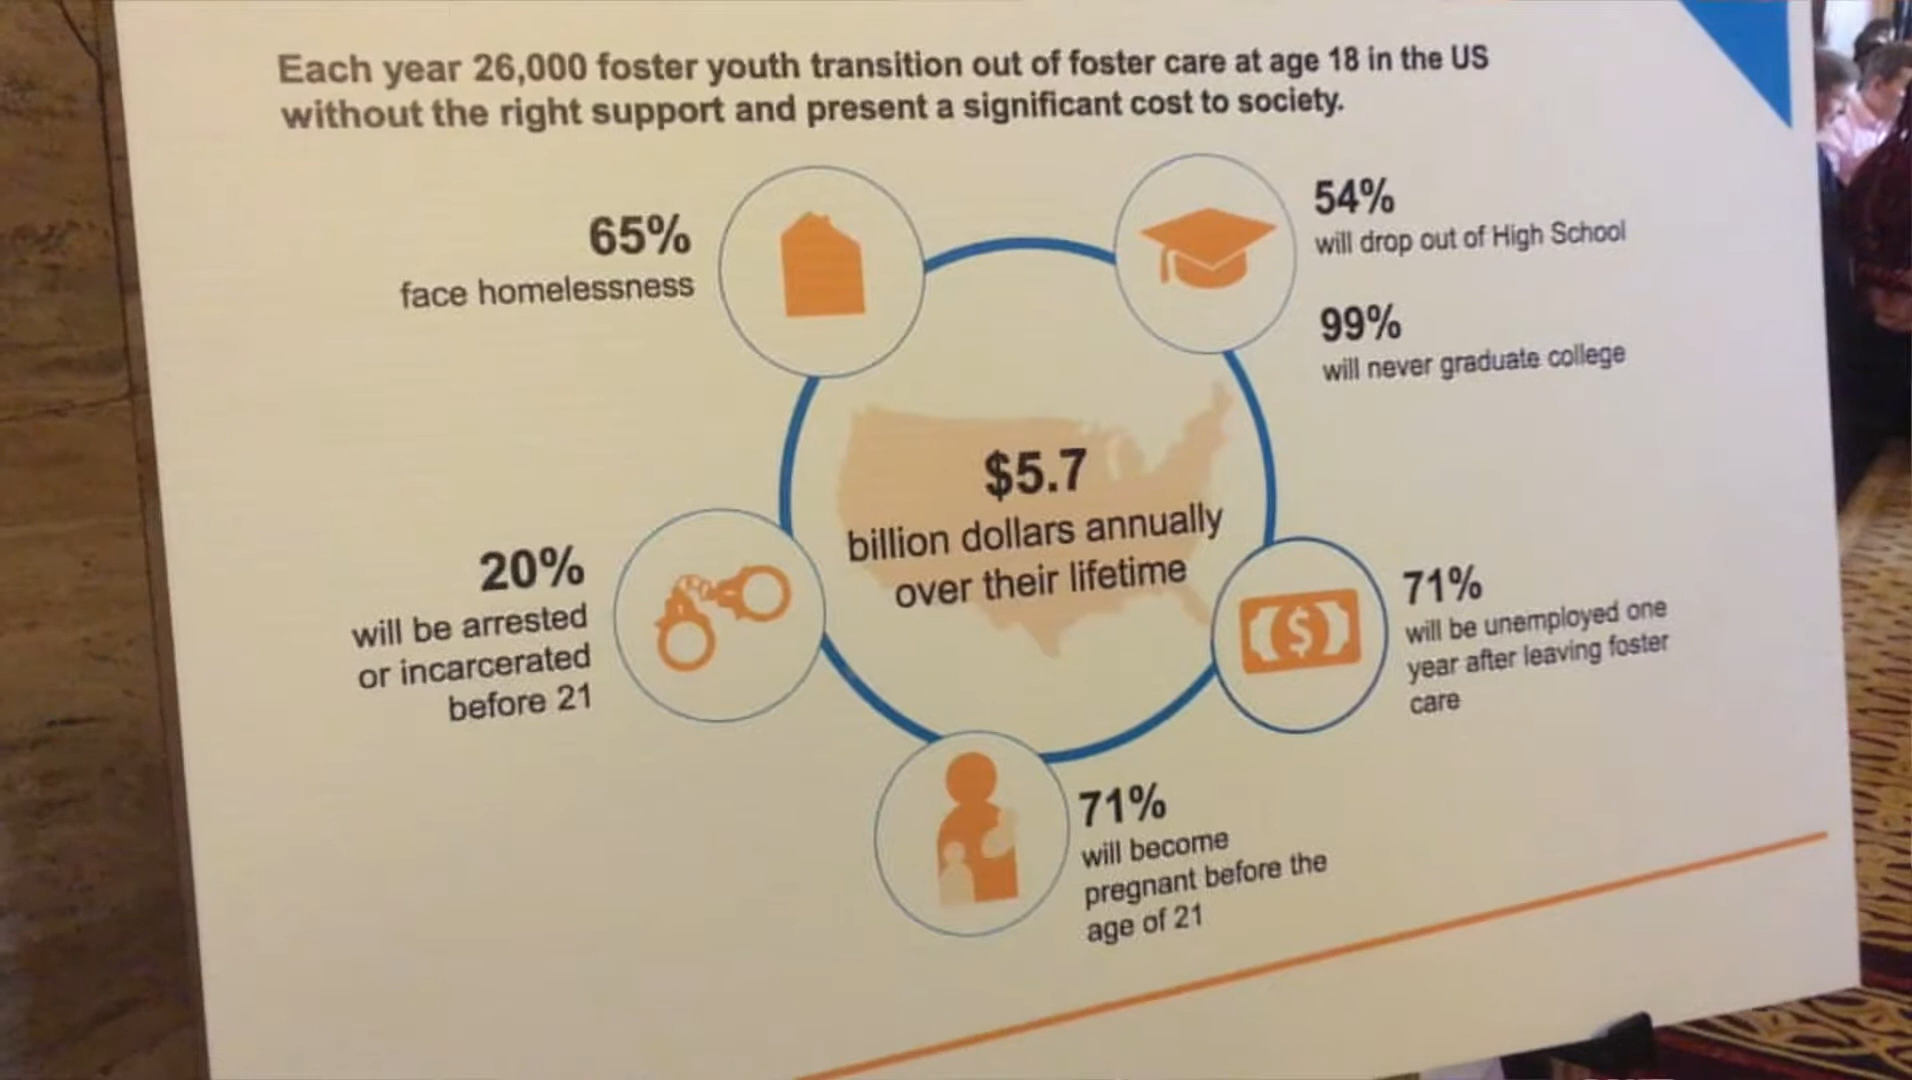 Each year 26,000 foster youth transition out of foster care at age 18 in the US
without the right support and present a significant cost to society.
65%
face homelessness
54%
will drop out of High School
99%
will never graduate college
$5.7
billion dollars annually
over their lifetime
20%
will be arrested
or incarcerated
before 21
71%
will be unemployed one
year after leaving foster
care
71%
will become
pregnant before the
age of 21